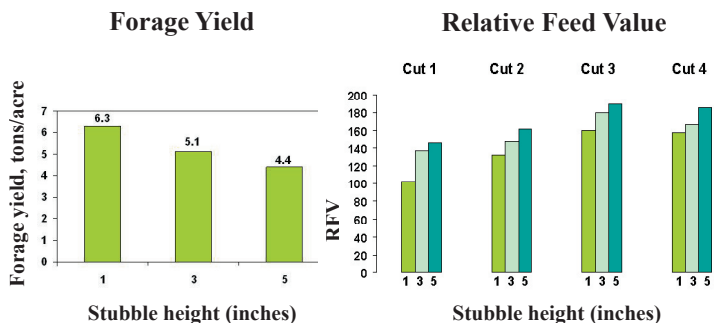 Forage Yield
Forage yield, tons/acre
7
6
5
4
3
2
1
0
6.3
5.1
4.4
1 3 5
Stubble height (inches)
Relative Feed Value
Cut 1 Cut 2 Cut 3 Cut 4
RFV
200
180
160
140
120
100
80
60
40
20
0
1 3 5 1 3 5 1 3 5 1 3 5
Stubble height (inches)